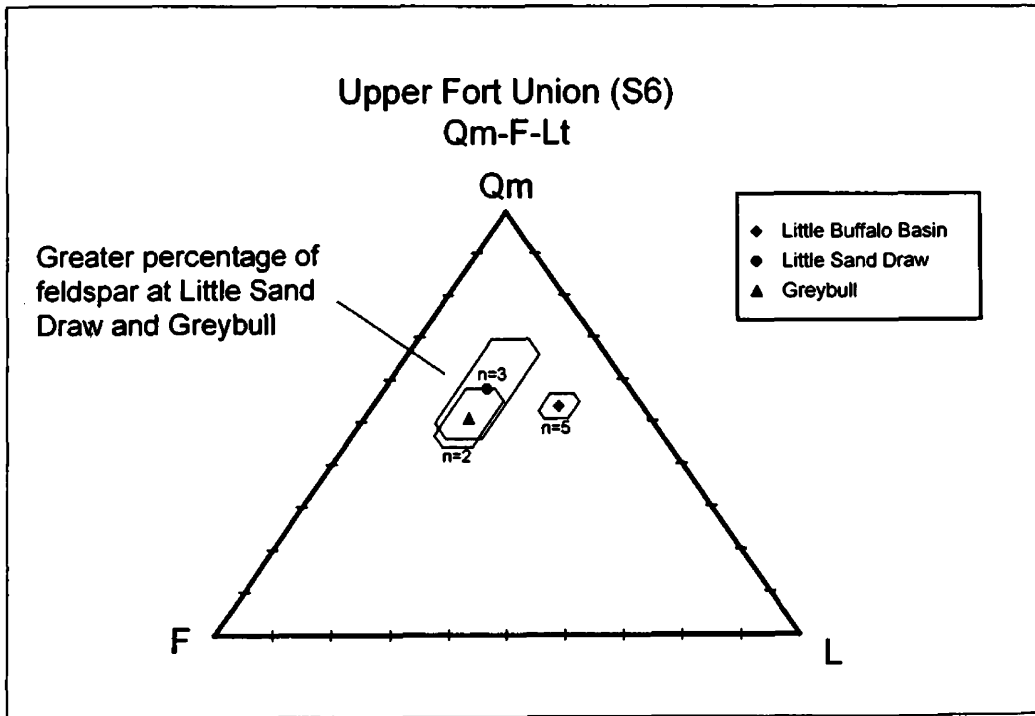 Upper Fort Union (S6)
Qm-F-Lt
Qm
Greater percentage of
feldspar at Little Sand
Draw and Greybull
Little Buffalo Basin
Little Sand Draw
Greybull
n=3
n=5
n=2
F
L